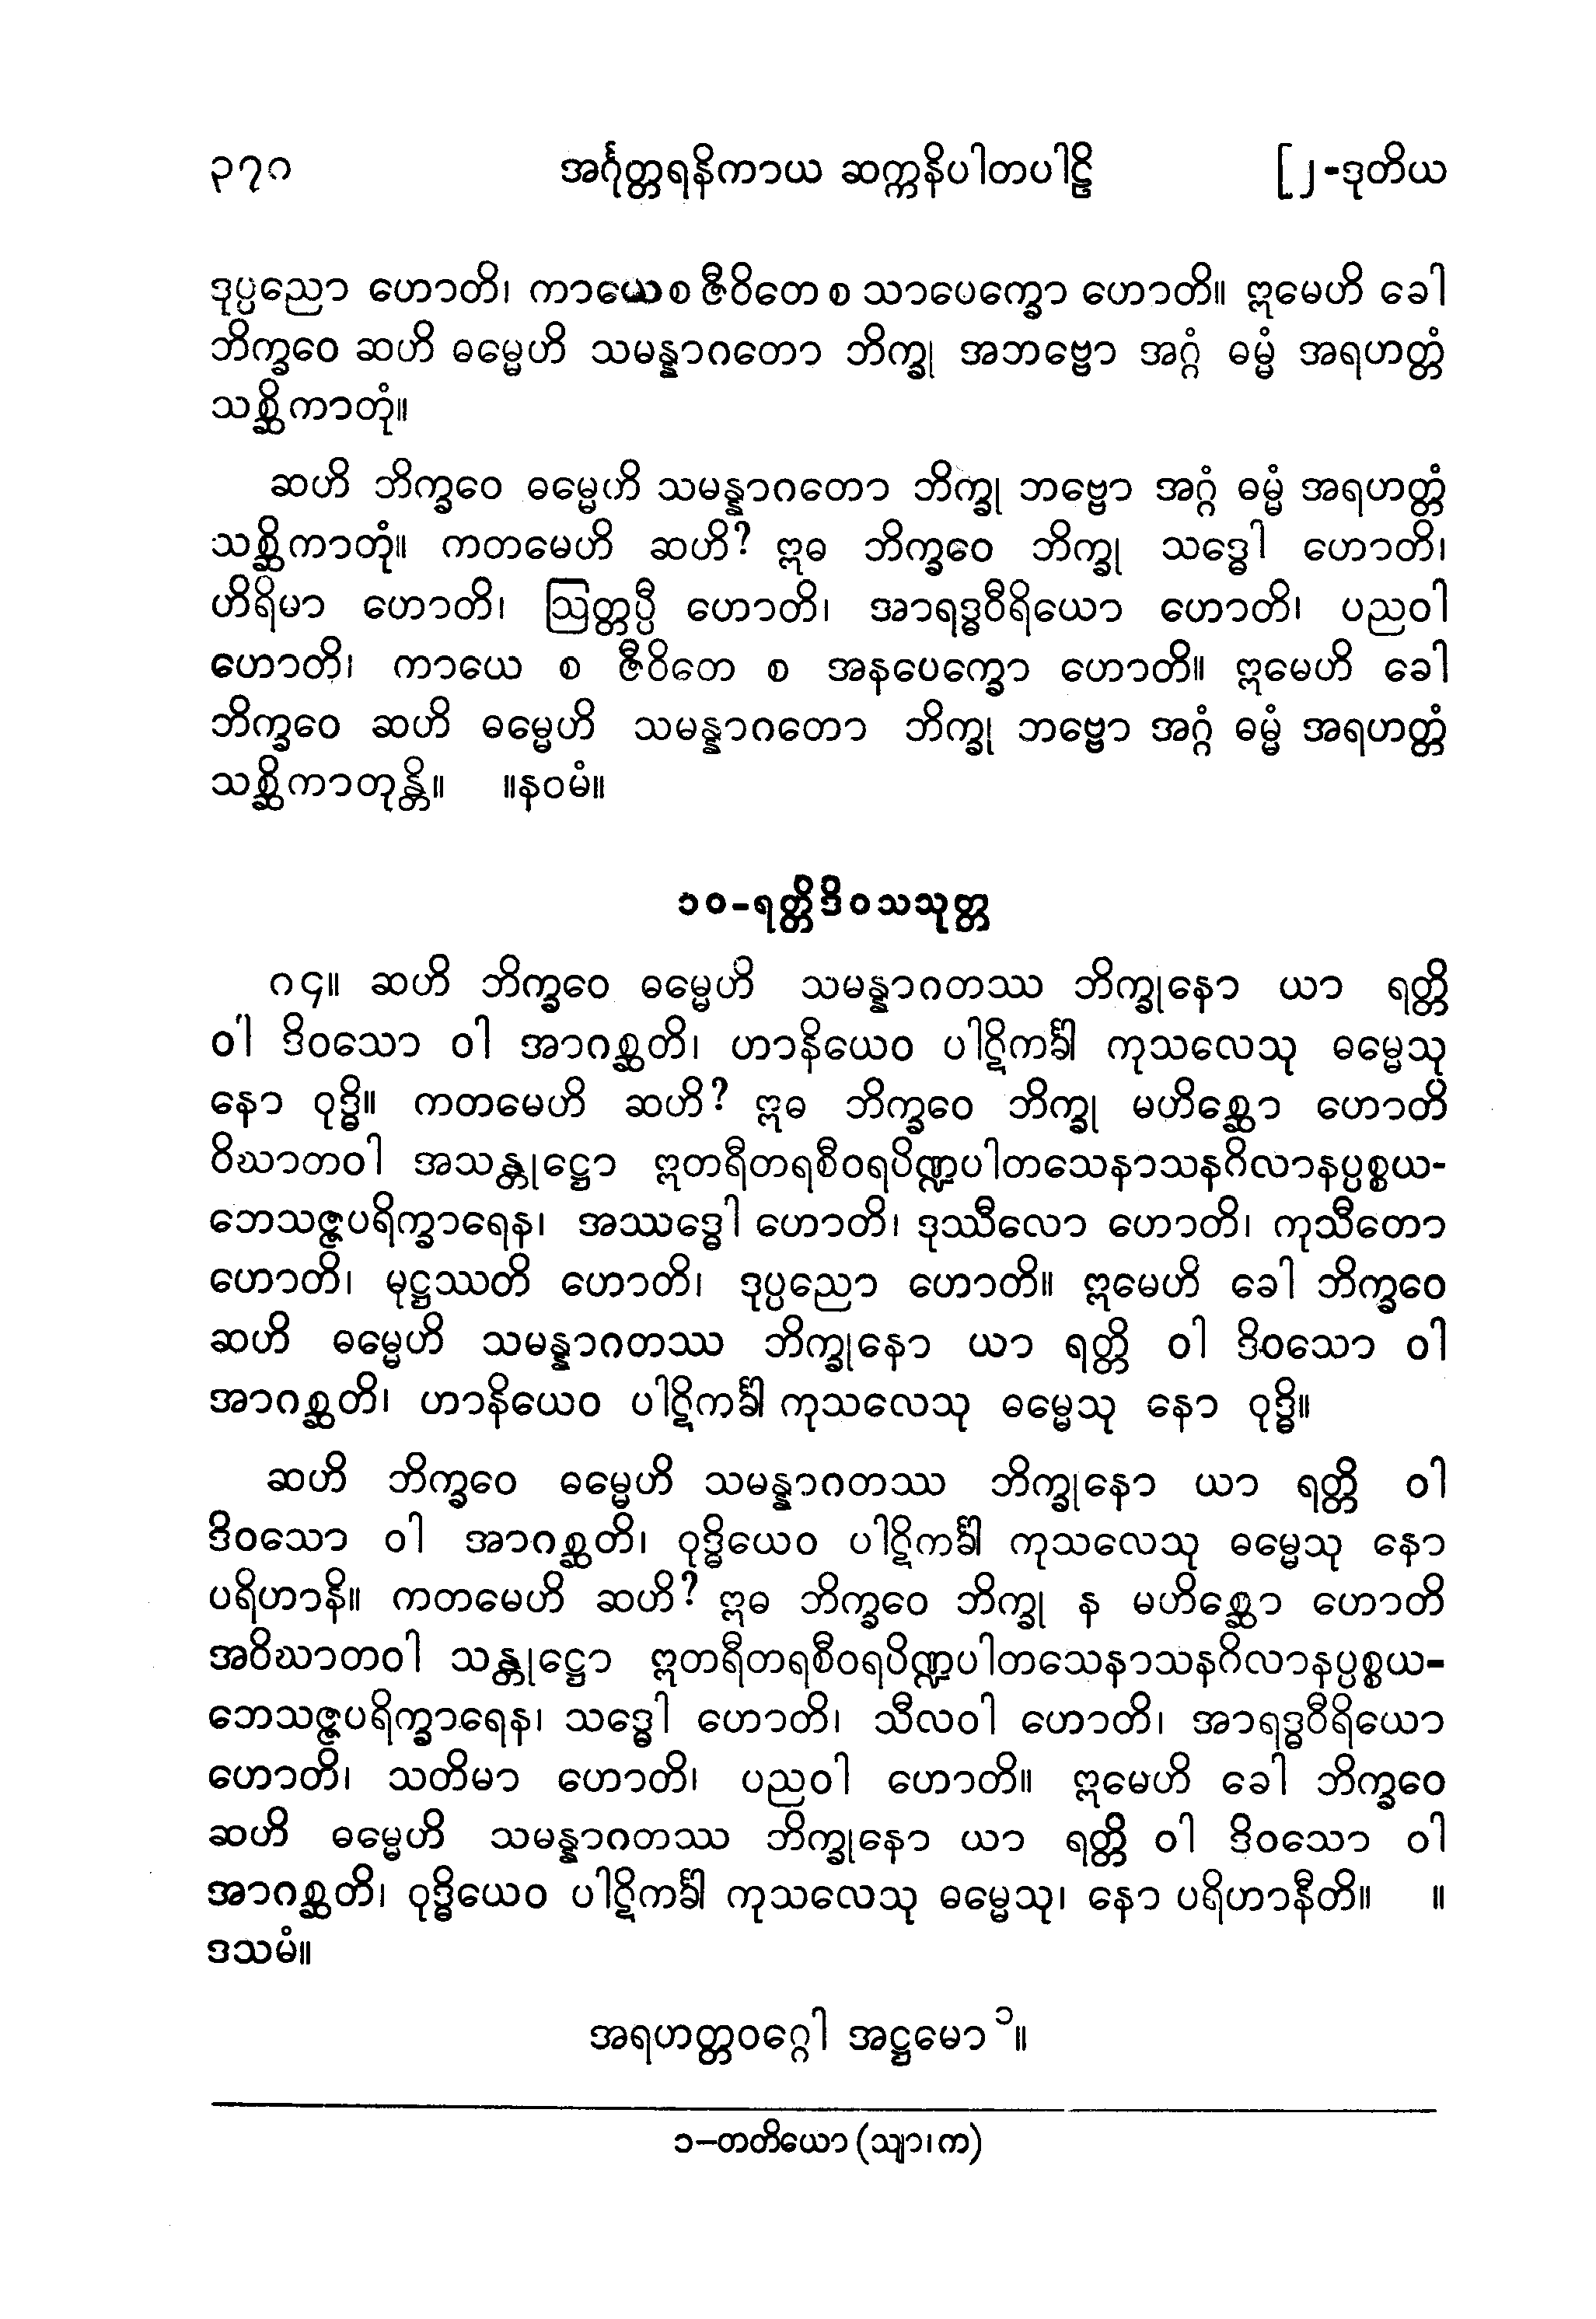 ၃၇၈ အင်္ဂုတ္တရနိကာယ ဆက္ကနိပါတပါဠိ [၂-ဒုတိယ
ဒုပ္ပညော ဟောတိ၊ ကာယေ စ ဇီဝိတေ စ သာပေက္ခော ဟောတိ။ ဣမေဟိ ခေါ
ဘိက္ခဝေ ဆဟိ ဓမ္မေဟိ သမန္နာဂတော ဘိက္ခု အဘဗ္ဗော အဂ္ဂံ ဓမ္မံ အရဟတ္တံ
သစ္ဆိကာတုံ။
ဆဟိ ဘိက္ခဝေ ဓမ္မေဟိ သမန္နာဂတော ဘိက္ခု ဘဗ္ဗော အဂ္ဂံ ဓမ္မံ အရဟတ္တံ
သစ္ဆိကာတုံ။ ကတမေဟိ ဆဟိ? ဣဓ ဘိက္ခဝေ ဘိက္ခု သဒ္ဓေါ ဟောတိ၊
ဟိရိမာ ဟောတိ၊ ဩတ္တပ္ပီ ဟောတိ၊ အာရဒ္ဓဝီရိယော ဟောတိ၊ ပညဝါ
ဟောတိ၊ ကာယေ စ ဇီဝိတေ စ အနပေက္ခော ဟောတိ။ ဣမေဟိ ခေါ
ဘိက္ခဝေ ဆဟိ ဓမ္မေဟိ သမန္နာဂတော ဘိက္ခု ဘဗ္ဗော အဂ္ဂံ ဓမ္မံ အရဟတ္တံ
သစ္ဆိကာတုန္တိ။ ။နဝမံ။
၁၀-ရတ္တိဒိဝသသုတ္တ
၈၄။ ဆဟိ ဘိက္ခဝေ ဓမ္မေဟိ သမန္နာဂတဿ ဘိက္ခုနော ယာ ရတ္တိ
ဝါ ဒိဝသော ဝါ အာဂစ္ဆတိ၊ ဟာနိယေဝ ပါဋိကင်္ခါ ကုသလေသု ဓမ္မေသု
နော ဝုဒ္ဓိ။ ကတမေဟိ ဆဟိ? ဣဓ ဘိက္ခဝေ ဘိက္ခု မဟိစ္ဆော ဟောတိ
ဝိဃာတဝါ အသန္တုဋ္ဌော ဣတရီတရစီဝရပိဏ္ဍပါတသေနာသနဂိလာနပ္ပစ္စယ-
ဘေသဇ္ဇပရိက္ခာရေန၊ အဿဒ္ဓေါ ဟောတိ၊ ဒုဿီလော ဟောတိ၊ ကုသီတော
ဟောတိ၊ မုဋ္ဌဿတိ ဟောတိ၊ ဒုပ္ပညော ဟောတိ။ ဣမေဟိ ခေါ ဘိက္ခဝေ
ဆဟိ ဓမ္မေဟိ သမန္နာဂတဿ ဘိက္ခုနော ယာ ရတ္တိ ဝါ ဒိဝသော ဝါ
အာဂစ္ဆတိ၊ ဟာနိယေဝ ပါဋိကင်္ခါ ကုသလေသု ဓမ္မေသု နော ဝုဒ္ဓိ။
ဆဟိ ဘိက္ခဝေ ဓမ္မေဟိ သမန္နာဂတဿ ဘိက္ခုနော ယာ ရတ္တိ ဝါ
ဒိဝသော ဝါ အာဂစ္ဆတိ၊ ဝုဒ္ဓိယေဝ ပါဋိကင်္ခါ ကုသလေသု ဓမ္မေသု နော
ပရိဟာနိ။ ကတမေဟိ ဆဟိ? ဣဓ ဘိက္ခဝေ ဘိက္ခု န မဟိစ္ဆော ဟောတိ
အဝိဃာတဝါ သန္တုဋ္ဌော ဣတရီတရစီဝရပိဏ္ဍပါတသေနာသနဂိလာနပ္ပစ္စယ-
ဘေသဇ္ဇပရိက္ခာရေန၊ သဒ္ဓေါ ဟောတိ၊ သီလဝါ ဟောတိ၊ အာရဒ္ဓဝီရိယော
ဟောတိ၊ သတိမာ ဟောတိ၊ ပညဝါ ဟောတိ။ ဣမေဟိ ခေါ ဘိက္ခဝေ
ဆဟိ ဓမ္မေဟိ သမန္နာဂတဿ ဘိက္ခုနော ယာ ရတ္တိ ဝါ ဒိဝသော ဝါ
အာဂစ္ဆတိ၊ ဝုဒ္ဓိယေဝ ပါဋိကင်္ခါ ကုသလေသု ဓမ္မေသု၊ နော ပရိဟာနီတိ။ ။
ဒသမံ။
အရဟတ္တဝဂ္ဂေါ အဋ္ဌမော ၁။
၁-တတိယော (သျာ၊က)